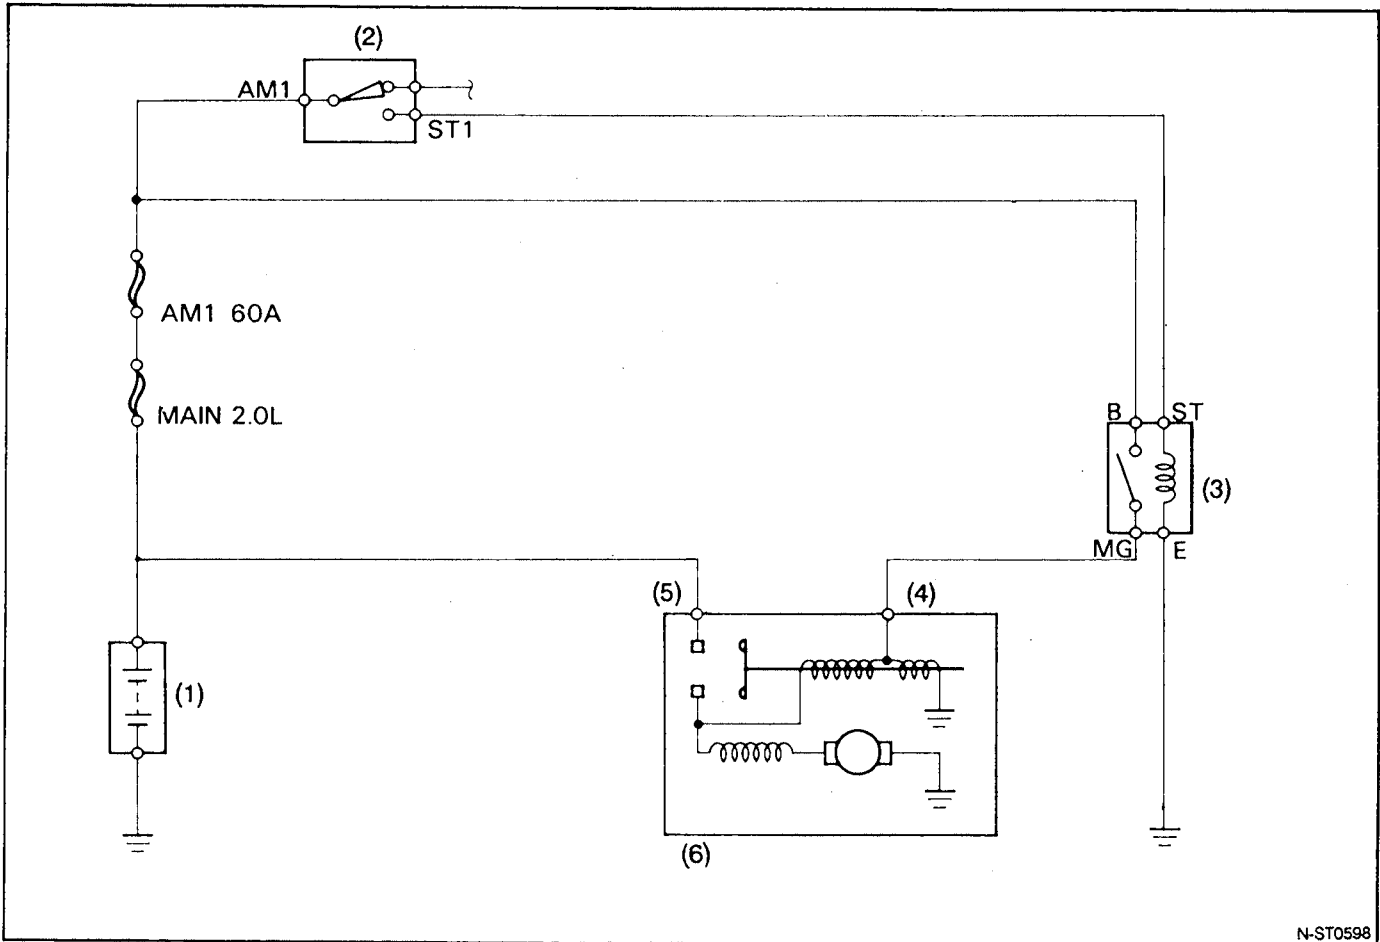 (2)
AM1
ST1
AM1 60A
MAIN 2.0L
B
ST
(3)
MG
E
(5)
(4)
(1)
(6)
N-ST0598